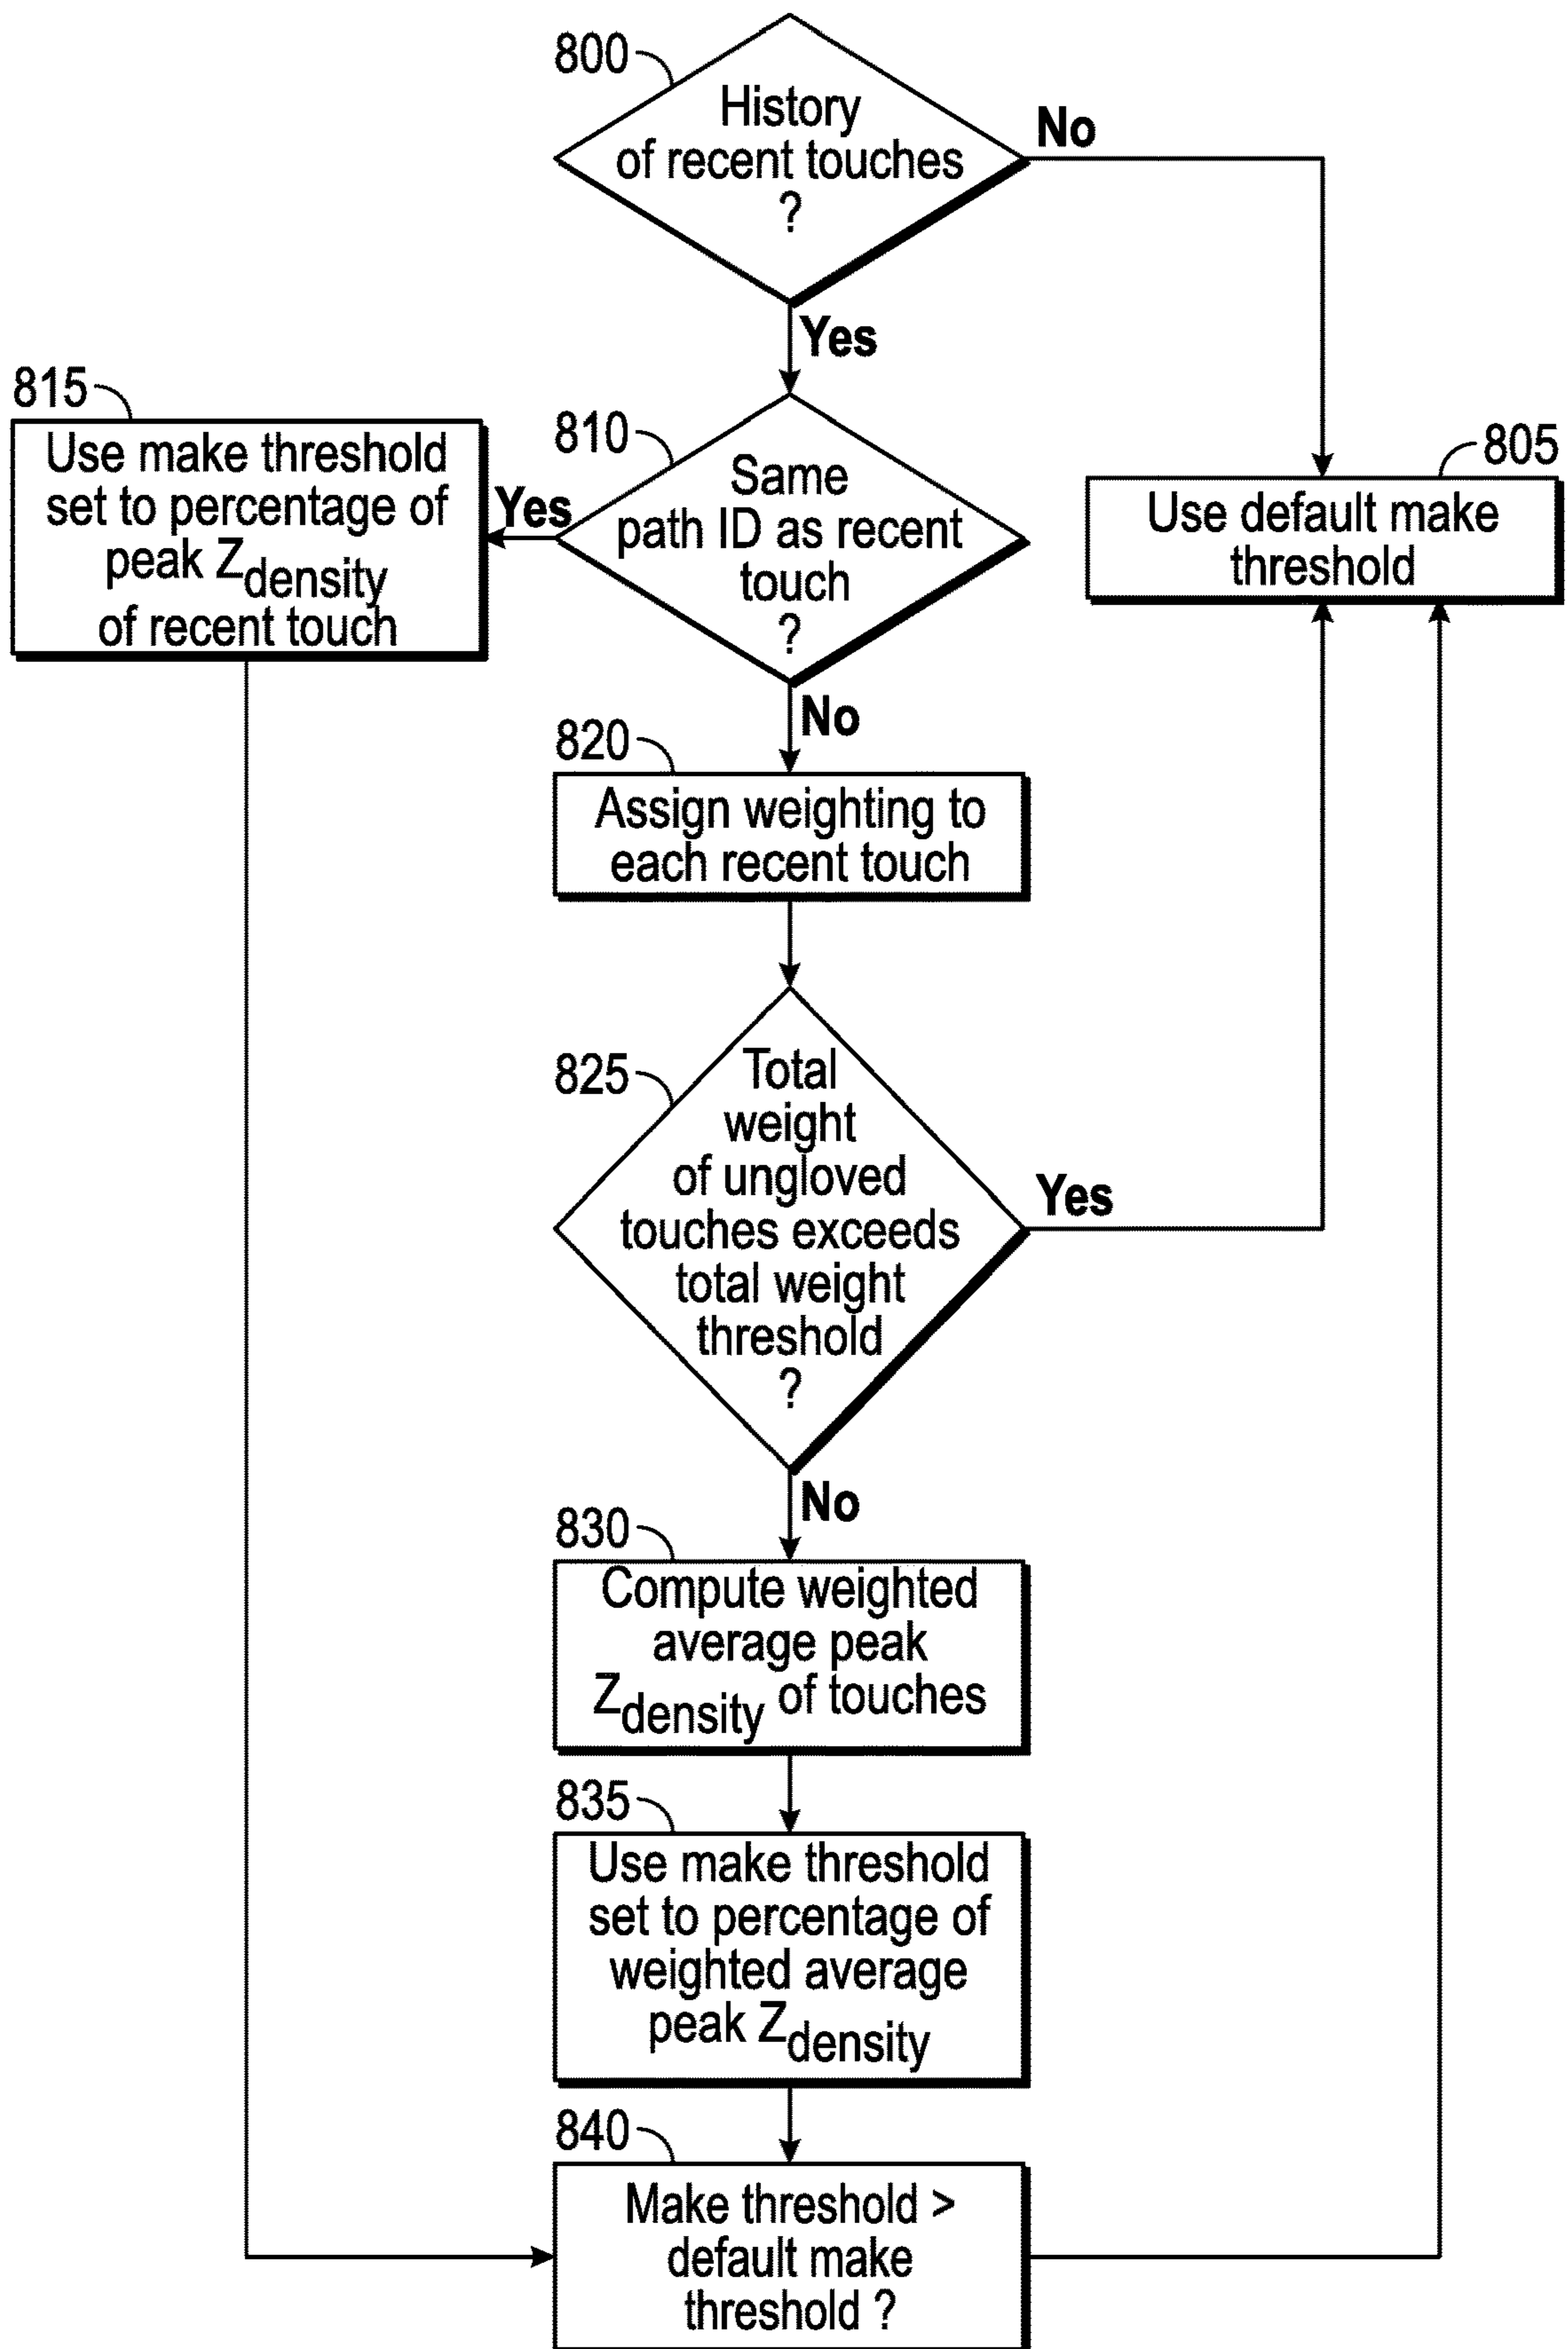 800
History
of recent touches
?
No
Yes
815
Use make threshold
set to percentage of
peak Zdensity
of recent touch
Yes
810
Same
path ID as recent
touch
?
805
Use default make
threshold
No
820
Assign weighting to
each recent touch
825
Total
weight
of ungloved
touches exceeds
total weight
threshold
?
Yes
No
830
Compute weighted
average peak
Zdensity of touches
835
Use make threshold
set to percentage of
weighted average
peak Zdensity
840
Make threshold >
default make
threshold ?